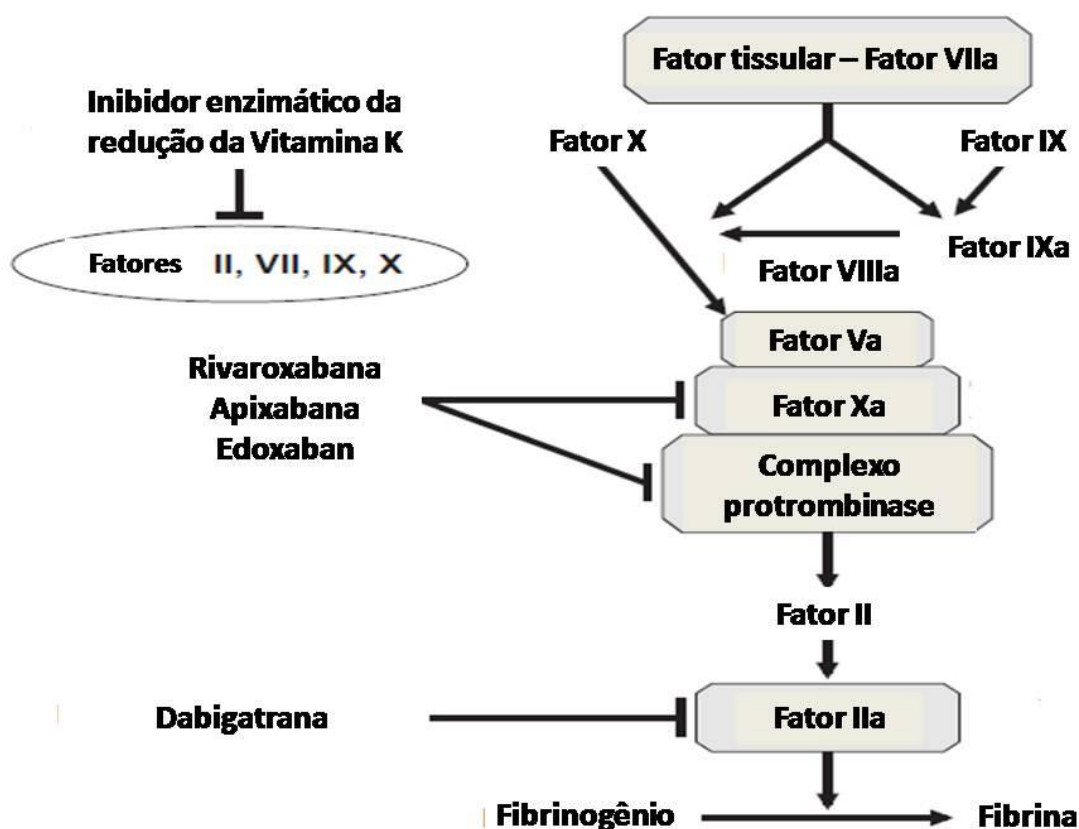 Fator tissular – Fator VIIa
Inibidor enzimático da
redução da Vitamina K
Fator X
Fator IX
Fatores II, VII, IX, X
Fator IXa
Fator VIIIa
Fator Va
Rivaroxabana
Apixabana
Edoxaban
Fator Xa
Complexo
protrombinase
Fator II
Dabigatrana
Fator IIa
Fibrinogênio
Fibrina